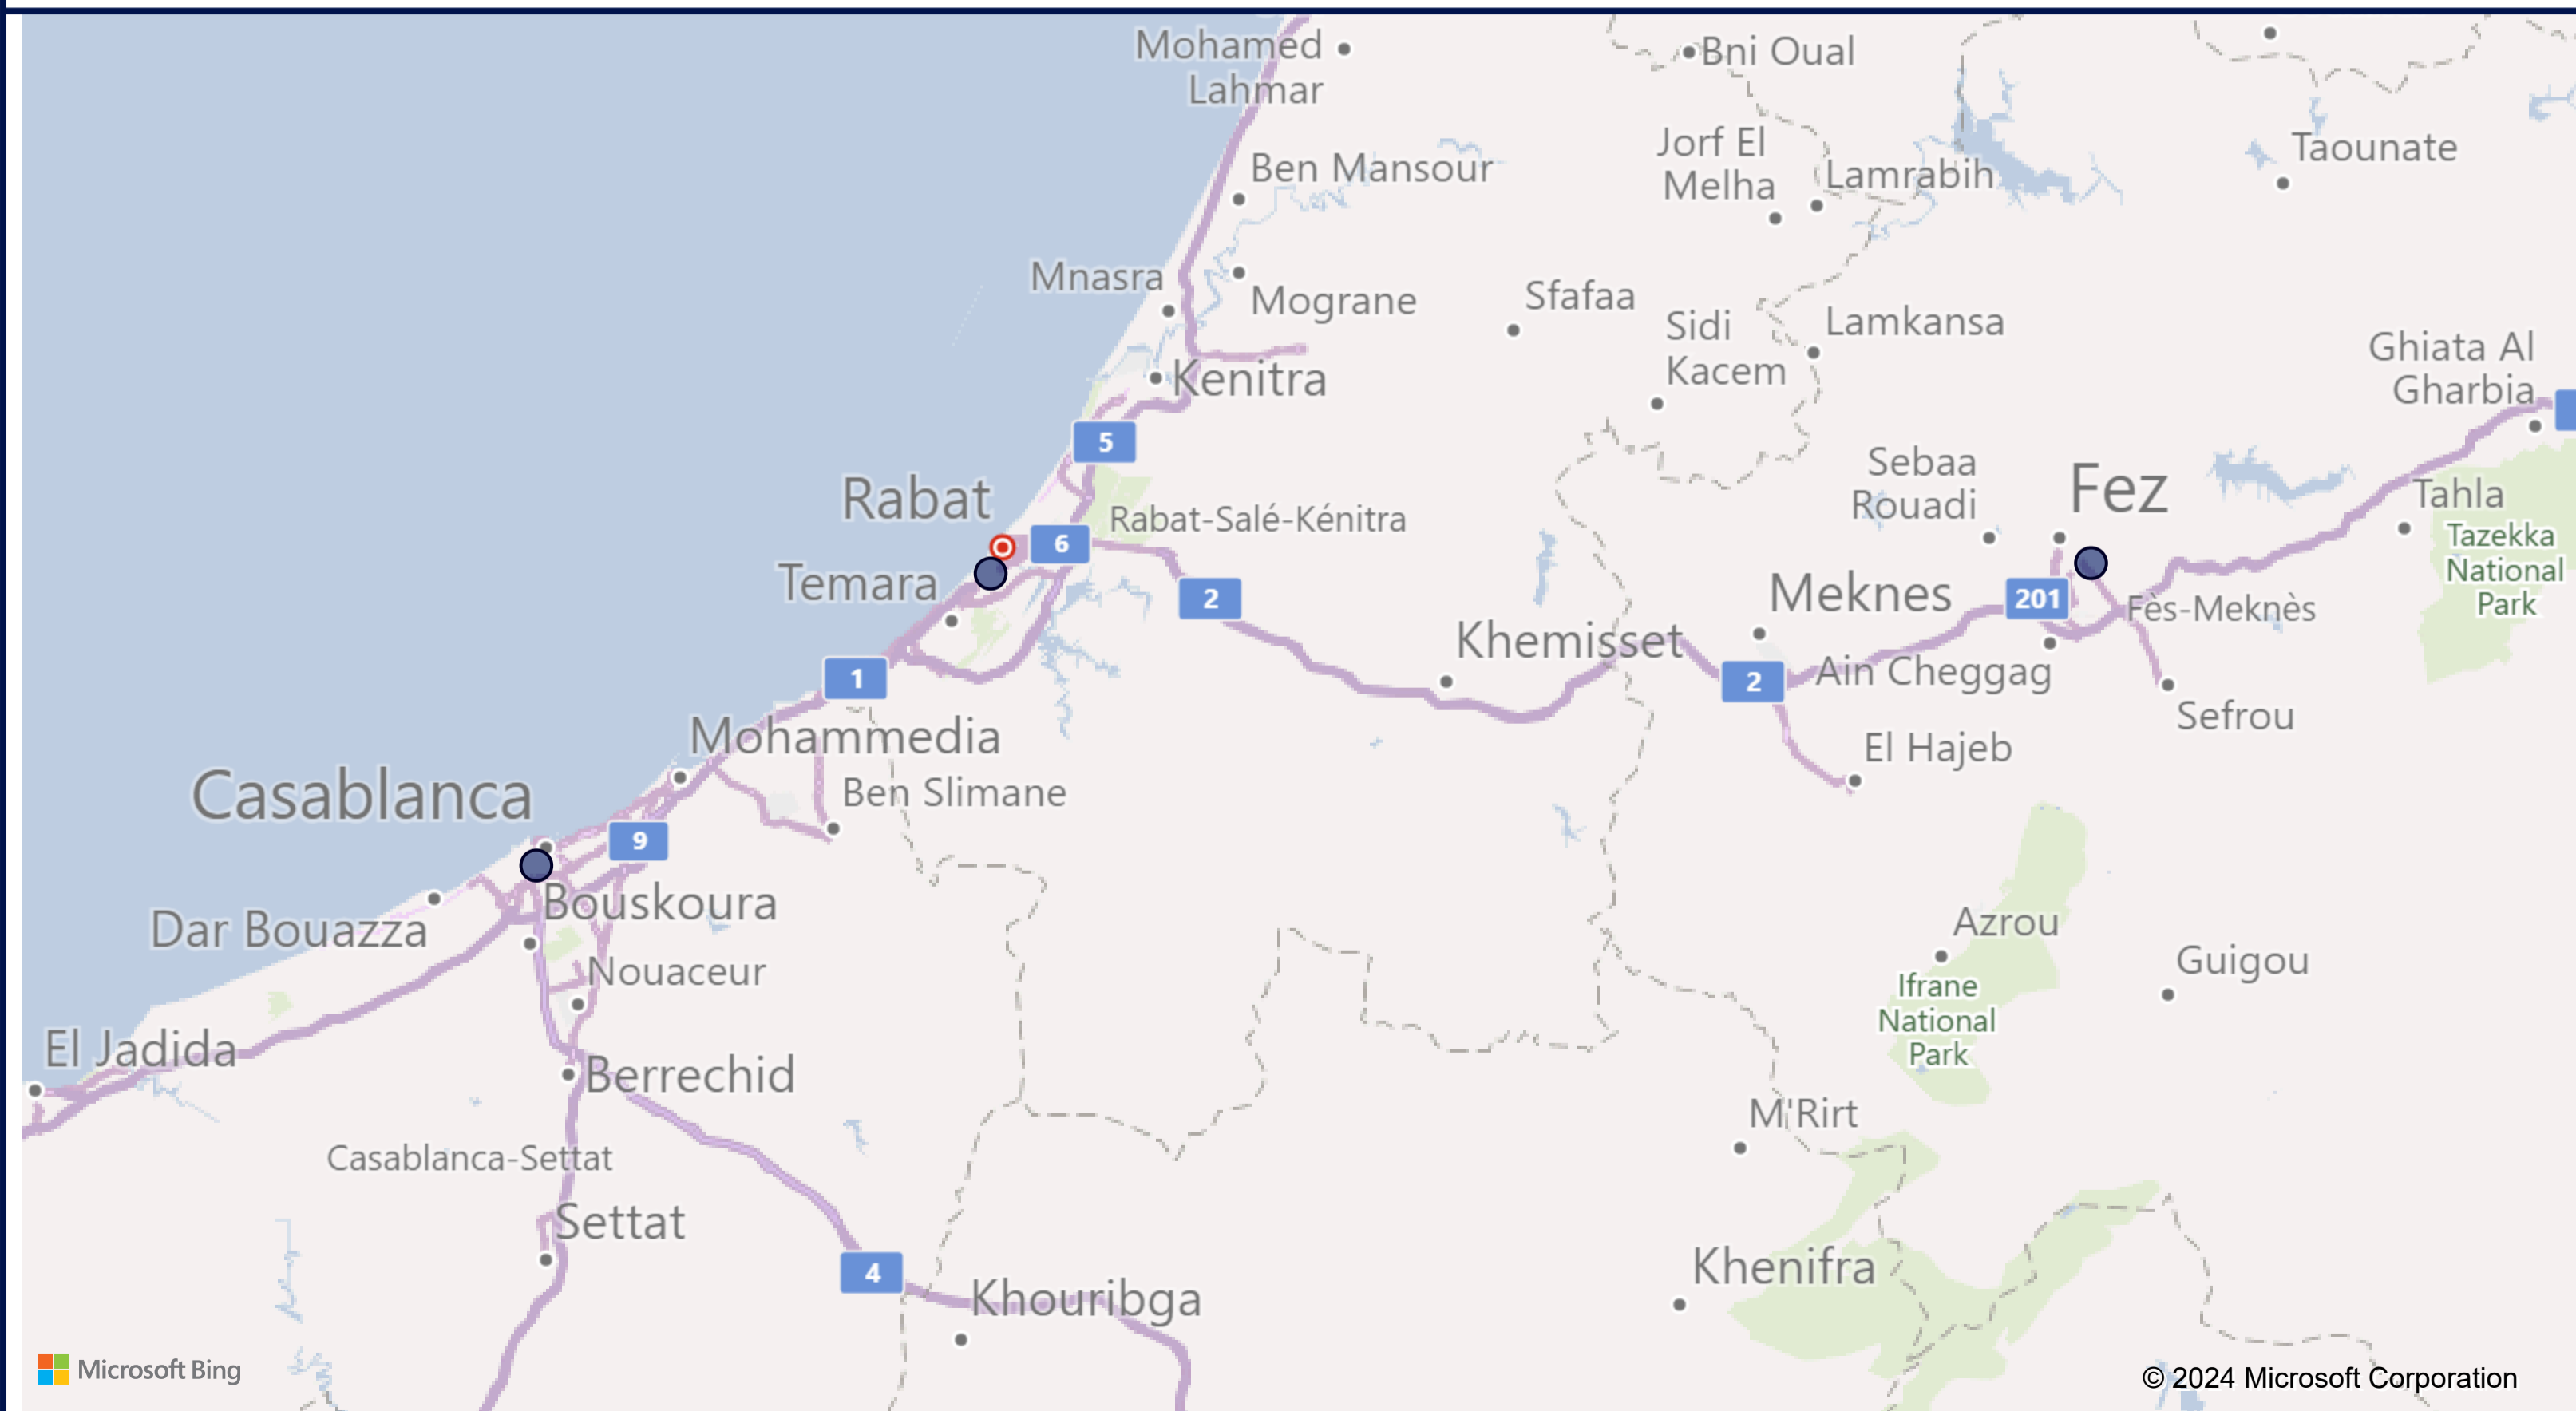 Mohamed
Lahmar
Bni Oual
Jorf El
Melha
Lamrabih
Taounate
Ben Mansour
Mnasra
Mograne
Sfafaa
Sidi
Kacem
Lamkansa
Ghiata Al
Gharbia
Kenitra
5
Sebaa
Rouadi
Fez
Tahla
Rabat
Rabat-Salé-Kénitra
6
Tazekka
National
Park
Temara
2
Meknes
201
Fès-Meknès
Khemisset
1
2
Ain Cheggag
Sefrou
Mohammedia
El Hajeb
Casablanca
Ben Slimane
9
Bouskoura
Dar Bouazza
Azrou
Nouaceur
Guigou
Ifrane
National
Park
El Jadida
Berrechid
M'Rirt
Casablanca-Settat
Settat
4
Khenifra
Khouribga
Microsoft Bing
© 2024 Microsoft Corporation